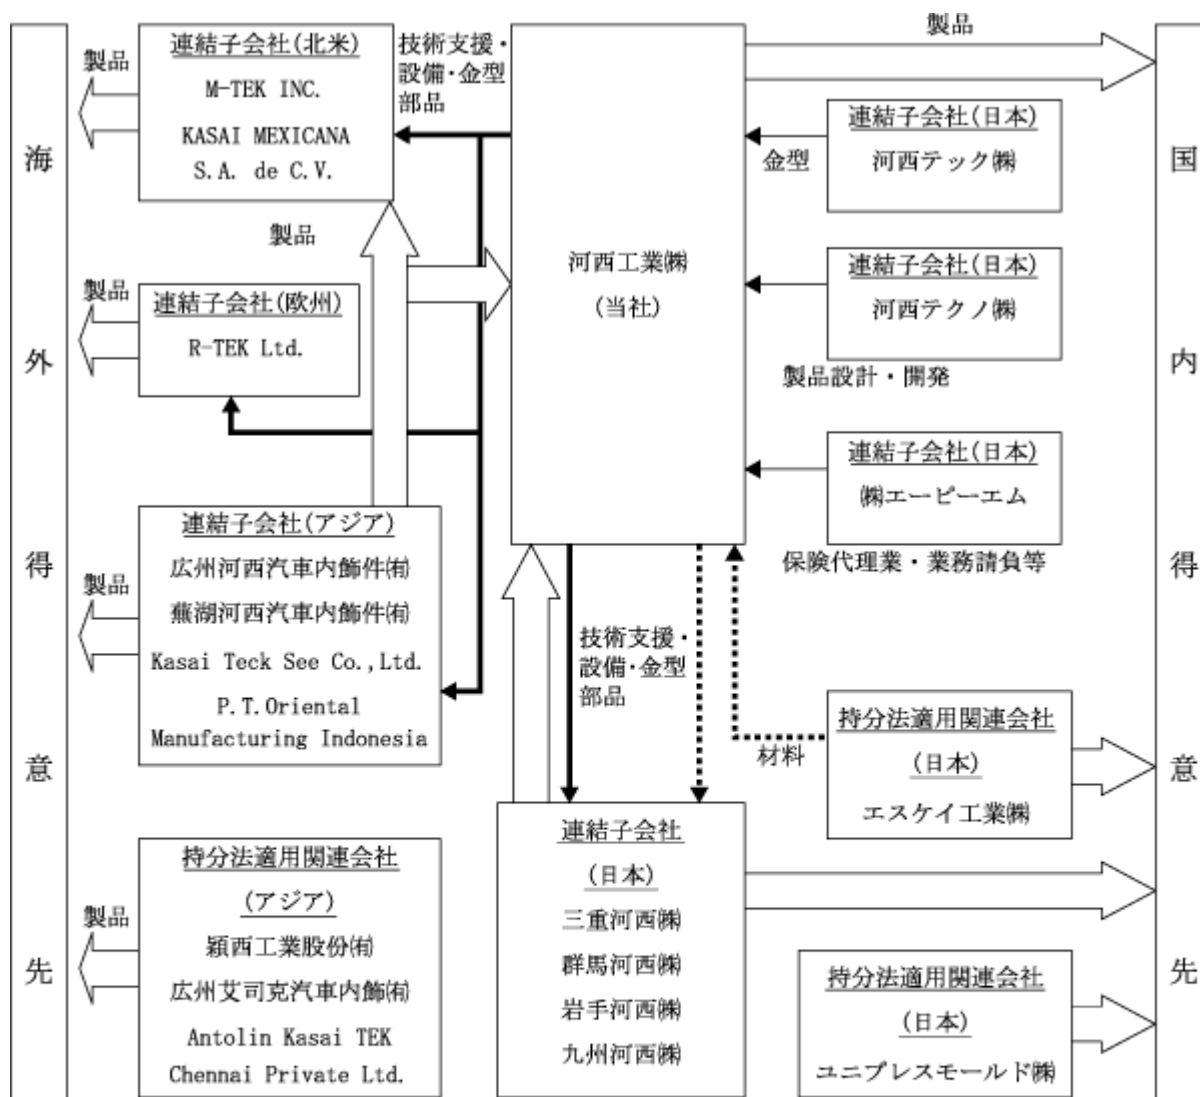 海外得意先
製品
連結子会社(北米)
M-TEK INC.
KASAI MEXICANA
S.A. de C.V.
技術支援・
設備・金型
部品
製品
製品
連結子会社(欧州)
R-TEK Ltd.
製品
連結子会社(アジア)
広州河西汽車内飾件㈲
蕪湖河西汽車内飾件㈲
Kasai Teck See Co.,Ltd.
P.T.Oriental
Manufacturing Indonesia
製品
持分法適用関連会社
(アジア)
穎西工業股份㈲
広州艾司克汽車内飾㈲
Antolin Kasai TEK
Chennai Private Ltd.
河西工業㈱
(当社)
技術支援・
設備・金型
部品
連結子会社
(日本)
三重河西㈱
群馬河西㈱
岩手河西㈱
九州河西㈱
製品
連結子会社(日本)
河西テック㈱
金型
連結子会社(日本)
河西テクノ㈱
製品設計・開発
連結子会社(日本)
㈱エーピーエム
保険代理業・業務請負等
持分法適用関連会社
(日本)
エスケイ工業㈱
材料
持分法適用関連会社
(日本)
ユニプレスモールド㈱
国内得意先